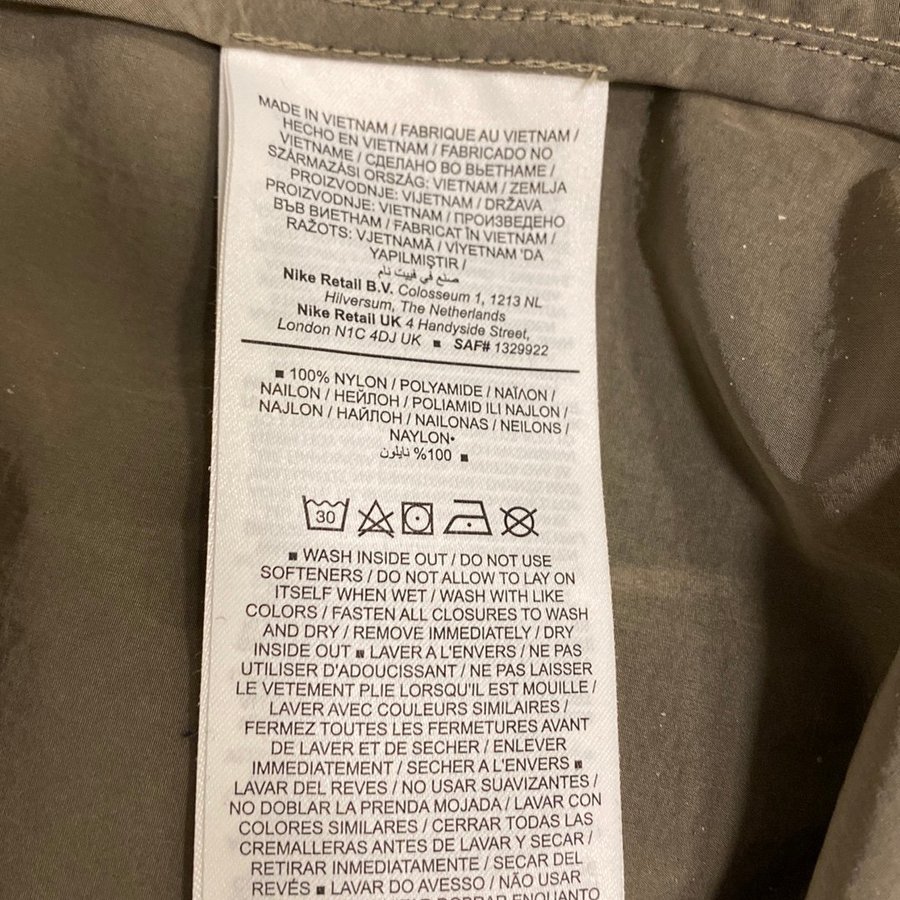 MADE IN VIETNAM / FABRIQUE AU VIETNAM /
HECHO EN VIETNAM / FABRICADO NO
VIETNAME / СДЕЛАНО ВО ВЬЕТНАМЕ /
SZÁRMAZÁSI ORSZÁG: VIETNAM / ZEMLJA
PROIZVODNJE: VIJETNAM / DRŽAVA
PROIZVODNJE: VIETNAM / ПРОИЗВЕДЕНО
ВЪВ ВИЕТНАМ / FABRICAT ÎN VIETNAM /
RAŽOTS: VJETNAMĀ / VİYETNAM 'DA
YAPILMIŞTIR /
صنع في فييت نام
Nike Retail B.V. Colosseum 1, 1213 NL
Hilversum, The Netherlands
Nike Retail UK 4 Handyside Street,
London N1C 4DJ UK ■ SAF# 1329922
■ 100% NYLON / POLYAMIDE / ΝΑΪΛΟΝ /
NAILON / НЕЙЛОН / POLIAMID ILI NAJLON /
NAJLON / НАЙЛОН / NAILONAS / NEILONS /
NAYLON•
100% نايلون ■
30
■ WASH INSIDE OUT / DO NOT USE
SOFTENERS / DO NOT ALLOW TO LAY ON
ITSELF WHEN WET / WASH WITH LIKE
COLORS / FASTEN ALL CLOSURES TO WASH
AND DRY / REMOVE IMMEDIATELY / DRY
INSIDE OUT ■ LAVER A L'ENVERS / NE PAS
UTILISER D'ADOUCISSANT / NE PAS LAISSER
LE VETEMENT PLIE LORSQU'IL EST MOUILLE /
LAVER AVEC COULEURS SIMILAIRES /
FERMEZ TOUTES LES FERMETURES AVANT
DE LAVER ET DE SECHER / ENLEVER
IMMEDIATEMENT / SECHER A L'ENVERS ■
LAVAR DEL REVES / NO USAR SUAVIZANTES /
NO DOBLAR LA PRENDA MOJADA / LAVAR CON
COLORES SIMILARES / CERRAR TODAS LAS
CREMALLERAS ANTES DE LAVAR Y SECAR /
RETIRAR INMEDIATAMENTE / SECAR DEL
REVÉS ■ LAVAR DO AVESSO / NÃO USAR
DOBRAR ENQUANTO